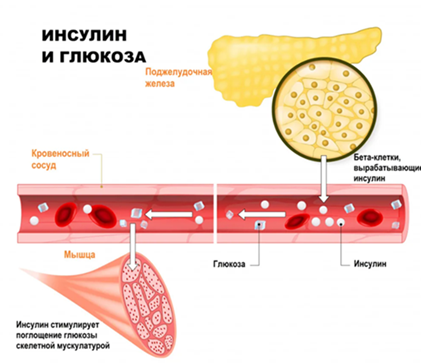 ИНСУЛИН
И ГЛЮКОЗА
Поджелудочная
железа
Бета-клетки,
вырабатывающие
инсулин
Кровеносный
сосуд
Глюкоза
Инсулин
Мышца
Инсулин стимулирует
поглощение глюкозы
скелетной мускулатурой